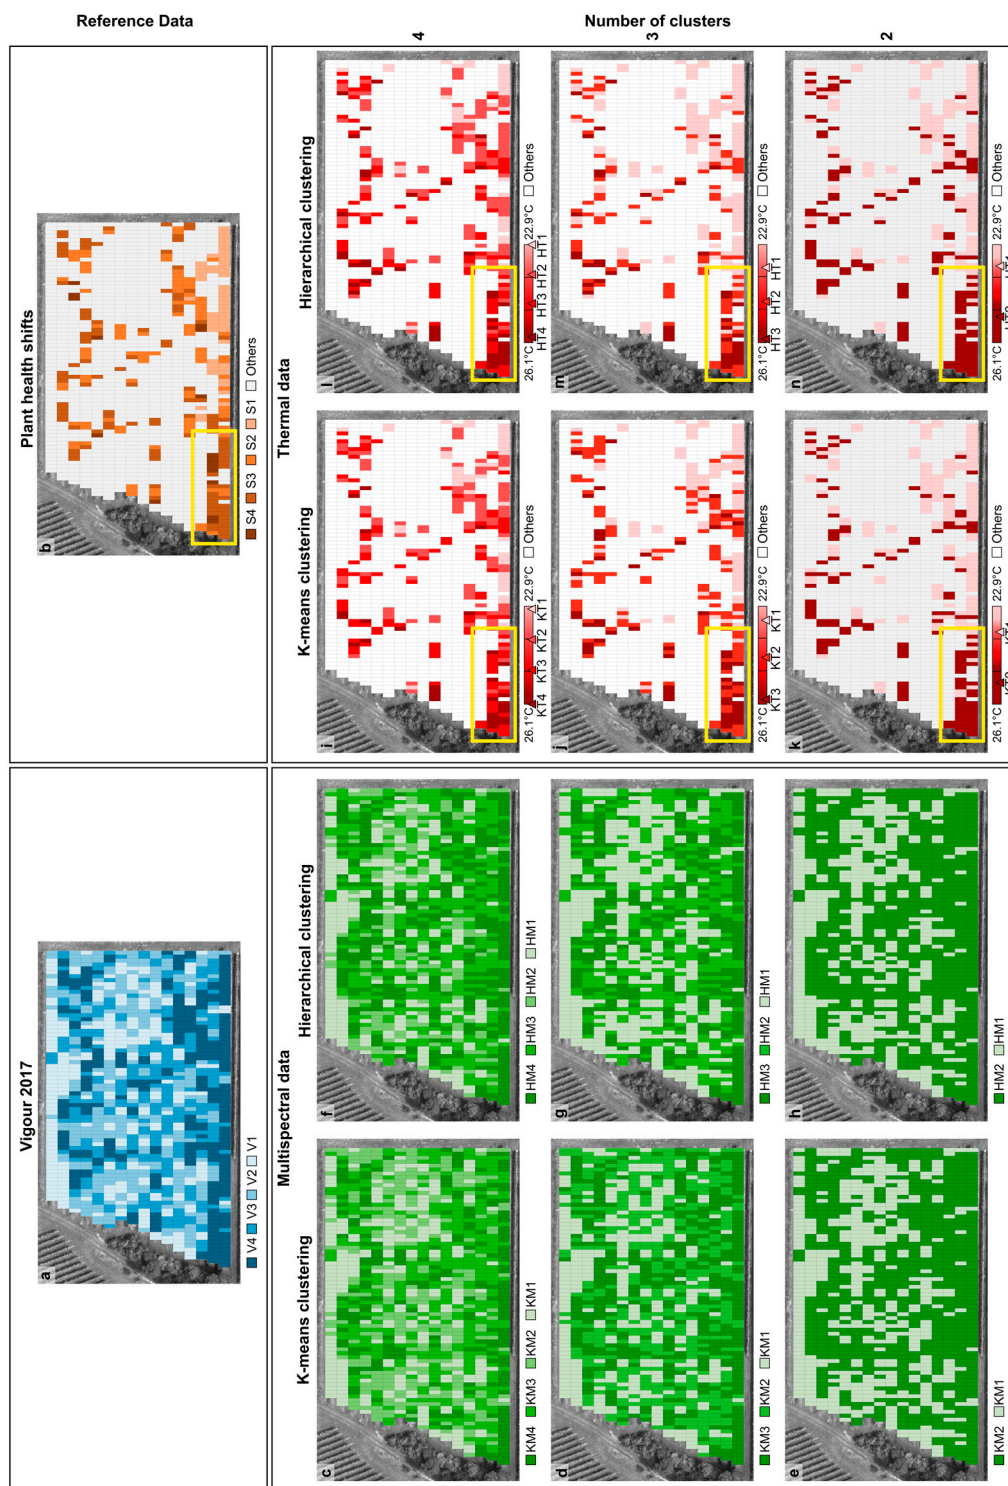 Reference Data
Vigour 2017
a
V4 V3 V2 V1
Plant health shifts
b
S4 S3 S2 S1 Others
Number of clusters
4
3
2
Multispectral data
K-means clustering
Hierarchical clustering
c
KM4 KM3 KM2 KM1
f
HM4 HM3 HM2 HM1
d
KM3 KM2 KM1
g
HM3 HM2 HM1
e
KM2 KM1
h
HM2 HM1
Thermal data
K-means clustering
Hierarchical clustering
i
26.1°C 22.9°C Others
KT4 KT3 KT2 KT1
l
26.1°C 22.9°C Others
HT4 HT3 HT2 HT1
j
26.1°C 22.9°C Others
KT3 KT2 KT1
m
26.1°C 22.9°C Others
HT3 HT2 HT1
k
26.1°C 22.9°C Others
n
26.1°C 22.9°C Others
HT1